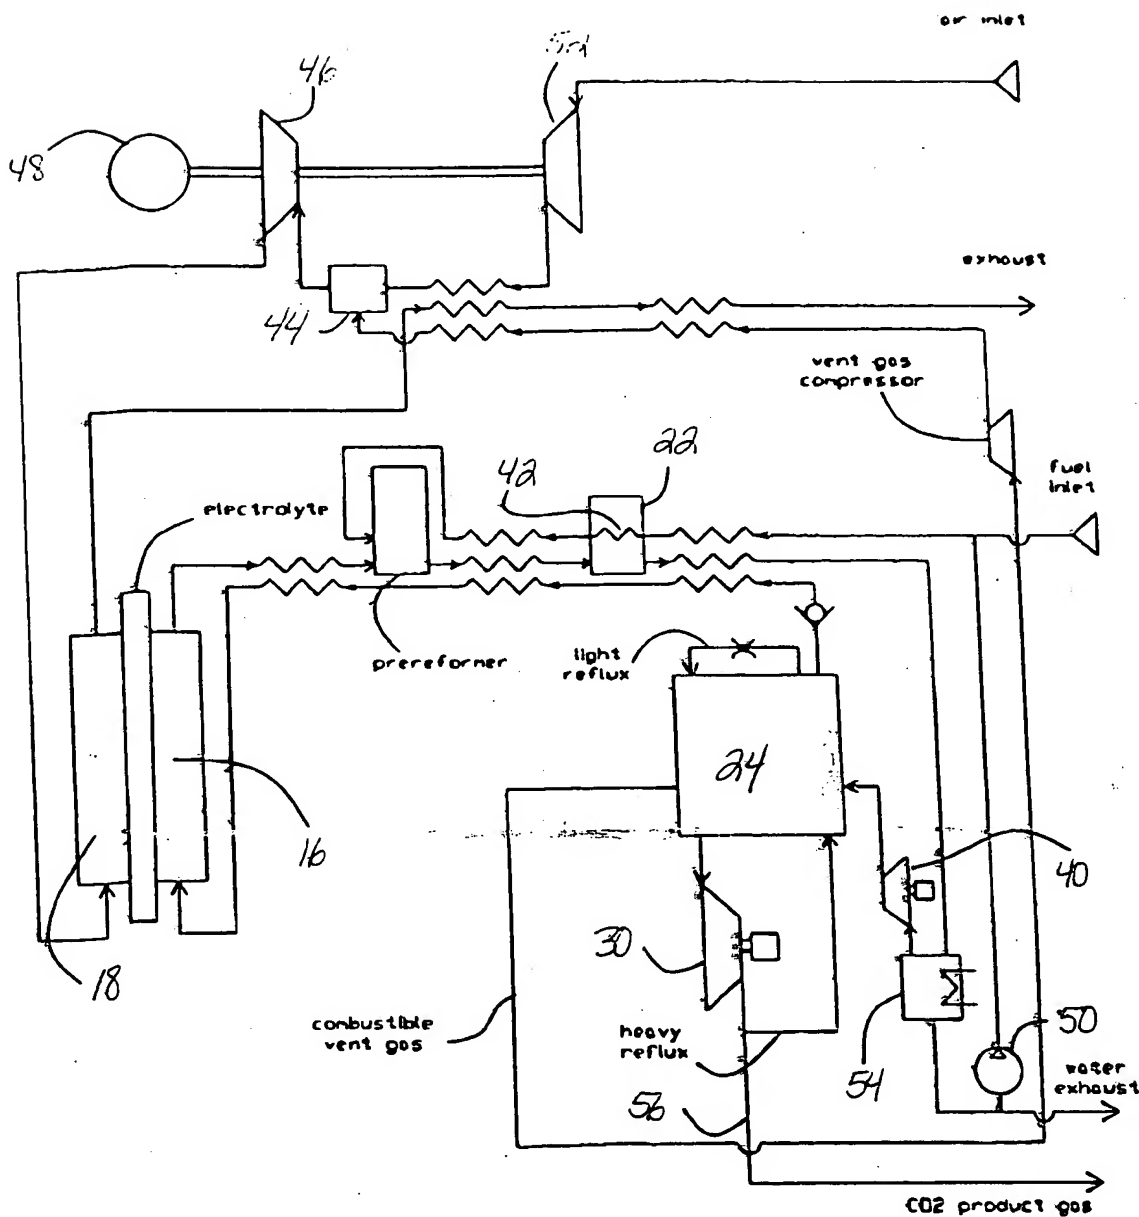 air inlet
52
46
48
exhaust
44
vent gas
compressor
22
42
fuel
inlet
electrolyte
prereformer
light
reflux
24
16
40
30
18
combustible
vent gas
heavy
reflux
54
50
56
water
exhaust
CO2 product gas